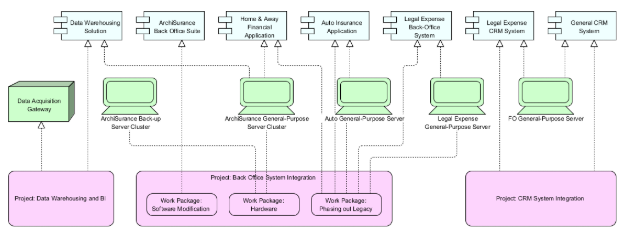 Data Warehousing
Solution
ArchiSurance
Back Office Suite
Home & Away
Financial
Application
Auto Insurance
Application
Legal Expense
Back-Office
System
Legal Expense
CRM System
General CRM
System
Data Acquisition
Gateway
ArchiSurance Back-up
Server Cluster
ArchiSurance General-Purpose
Server Cluster
Auto General-Purpose Server
Legal Expense
General-Purpose Server
FO General-Purpose Server
Project: Data Warehousing and BI
Project: Back Office System Integration
Work Package:
Software Modification
Work Package:
Hardware
Work Package:
Phasing out Legacy
Project: CRM System Integration